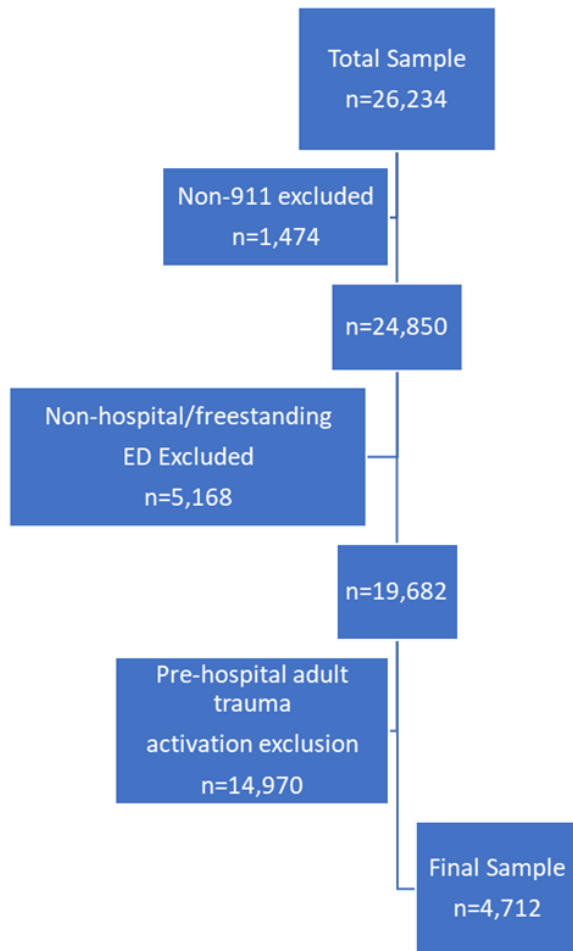 Total Sample
n=26,234
Non-911 excluded
n=1,474
n=24,850
Non-hospital/freestanding
ED Excluded
n=5,168
n=19,682
Pre-hospital adult
trauma
activation exclusion
n=14,970
Final Sample
n=4,712